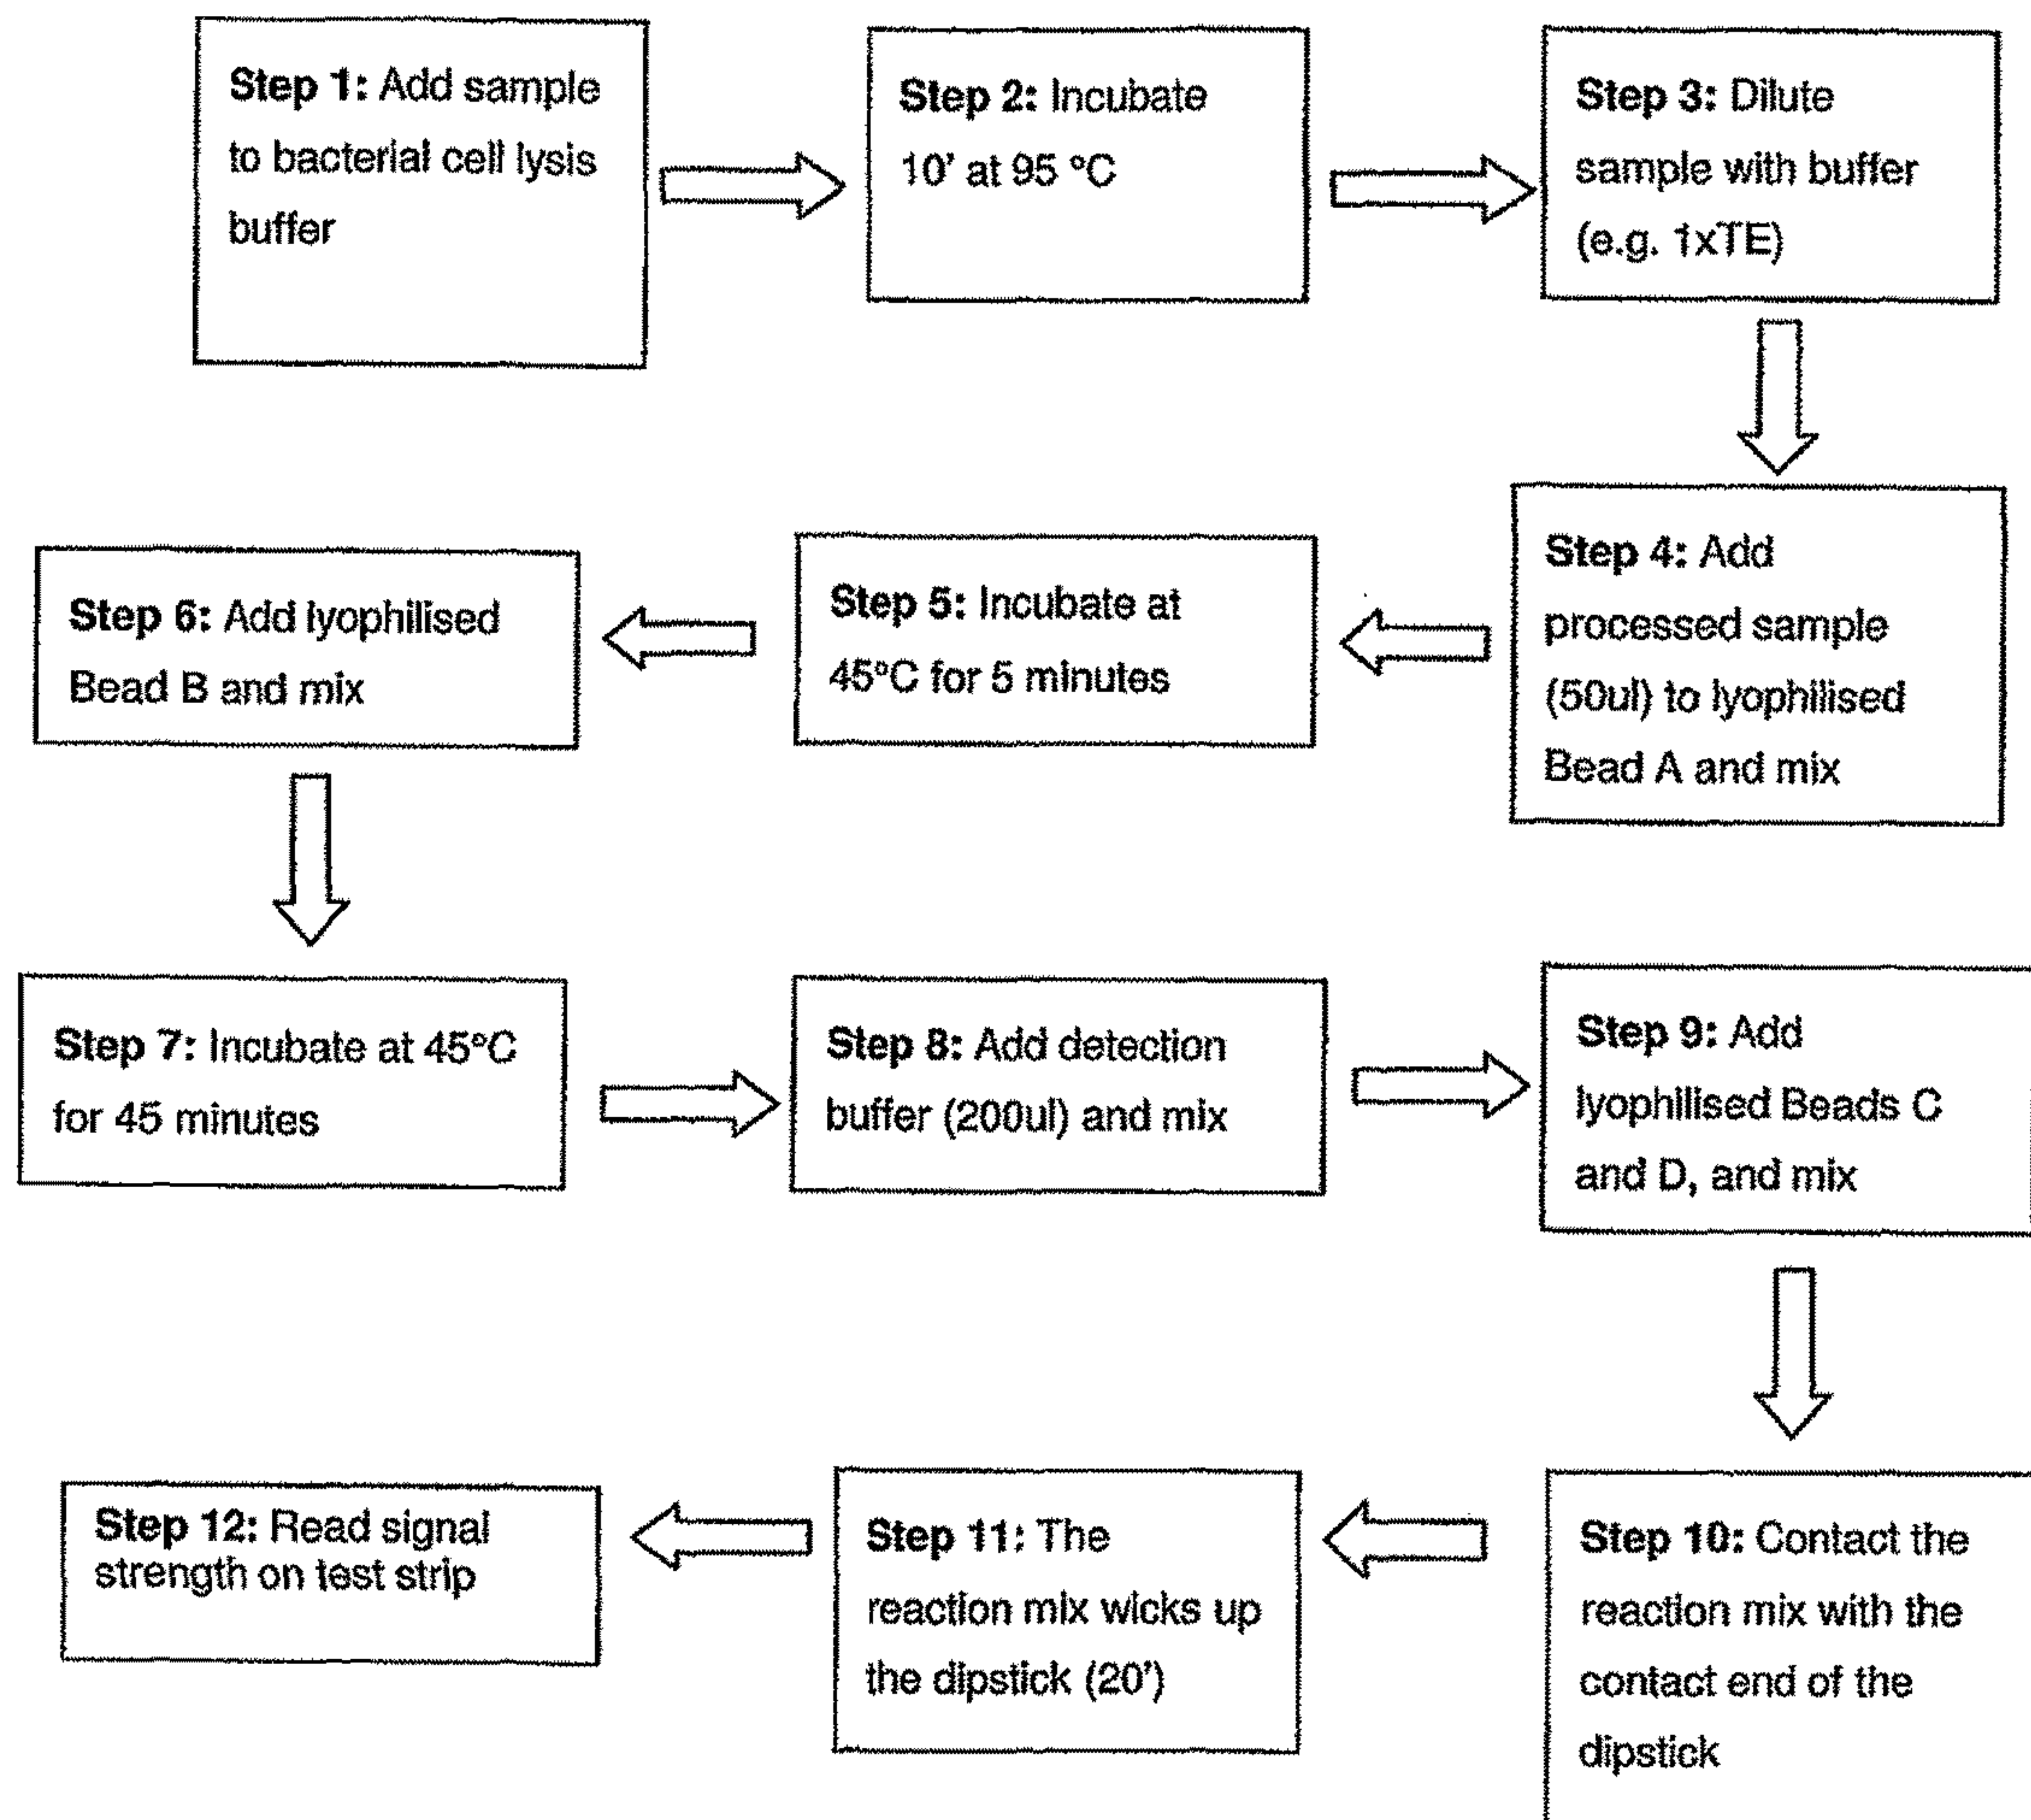 Step 1: Add sample
to bacterial cell lysis
buffer
Step 2: Incubate
10' at 95 °C
Step 3: Dilute
sample with buffer
(e.g. 1xTE)
Step 4: Add
processed sample
(50ul) to lyophilised
Bead A and mix
Step 5: Incubate at
45°C for 5 minutes
Step 6: Add lyophilised
Bead B and mix
Step 7: Incubate at 45°C
for 45 minutes
Step 8: Add detection
buffer (200ul) and mix
Step 9: Add
lyophilised Beads C
and D, and mix
Step 10: Contact the
reaction mix with the
contact end of the
dipstick
Step 11: The
reaction mix wicks up
the dipstick (20')
Step 12: Read signal
strength on test strip